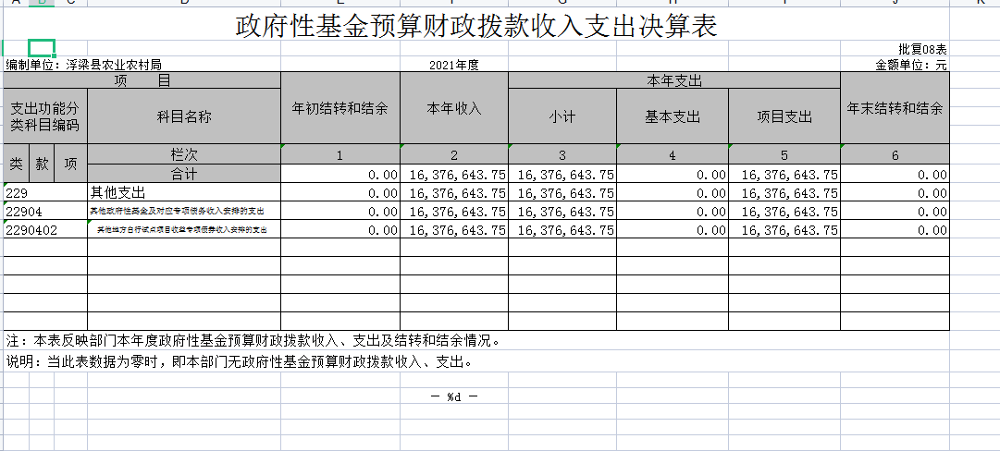 政府性基金预算财政拨款收入支出决算表
批复08表
编制单位：浮梁县农业农村局 2021年度 金额单位：元
项 目 年初结转和结余 本年收入 本年支出 年末结转和结余
支出功能分类科目编码 科目名称 小计 基本支出 项目支出
类 款 项 栏次 1 2 3 4 5 6
合计 0.00 16,376,643.75 16,376,643.75 0.00 16,376,643.75 0.00
229 其他支出 0.00 16,376,643.75 16,376,643.75 0.00 16,376,643.75 0.00
22904 其他政府性基金及对应专项债务收入安排的支出 0.00 16,376,643.75 16,376,643.75 0.00 16,376,643.75 0.00
2290402 其他地方自行试点项目收益专项债券收入安排的支出 0.00 16,376,643.75 16,376,643.75 0.00 16,376,643.75 0.00
注：本表反映部门本年度政府性基金预算财政拨款收入、支出及结转和结余情况。
说明：当此表数据为零时，即本部门无政府性基金预算财政拨款收入、支出。
— %d —